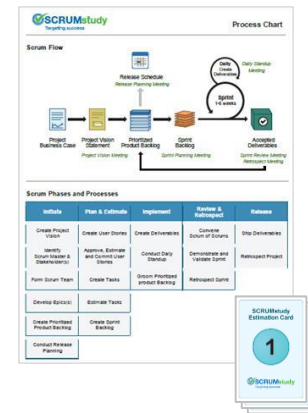 SCRUMstudy
Targeting success
Process Chart
Scrum Flow
Daily
Create
Deliverables
Daily Standup
Meeting
Release Schedule
Release Planning Meeting
Sprint
1-6 weeks
Project
Business Case
Project Vision
Statement
Prioritized
Product Backlog
Sprint
Backlog
Accepted
Deliverables
Project Vision Meeting
Sprint Planning Meeting
Sprint Review Meeting
Retrospect Meeting
Scrum Phases and Processes
Initiate Plan & Estimate Implement Review &
Retrospect Release
Create Project
Vision
Create User Stories
Create Deliverables
Convene
Scrum of Scrums
Ship Deliverables
Identify
Scrum Master &
Stakeholder(s)
Approve, Estimate
and Commit User
Stories
Conduct Daily
Standup
Demonstrate and
Validate Sprint
Retrospect Project
Form Scrum Team
Create Tasks
Groom Prioritized
product Backlog
Retrospect Sprint
Develop Epic(s)
Estimate Tasks
Create Prioritized
Product Backlog
Create Sprint
Backlog
Conduct Release
Planning
SCRUMstudy
Estimation Card
1
SCRUMstudy
Targeting success